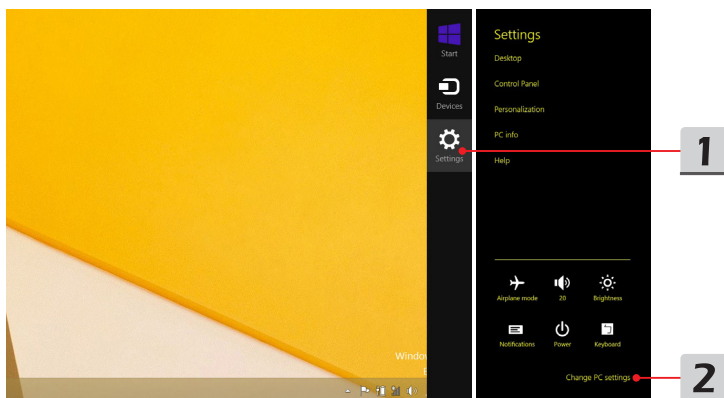 Start
Devices
Settings
Windo
Settings
Desktop
Control Panel
Personalization
PC info
Help
Airplane mode
20
Brightness
Notifications
Power
Keyboard
Change PC settings
1
2